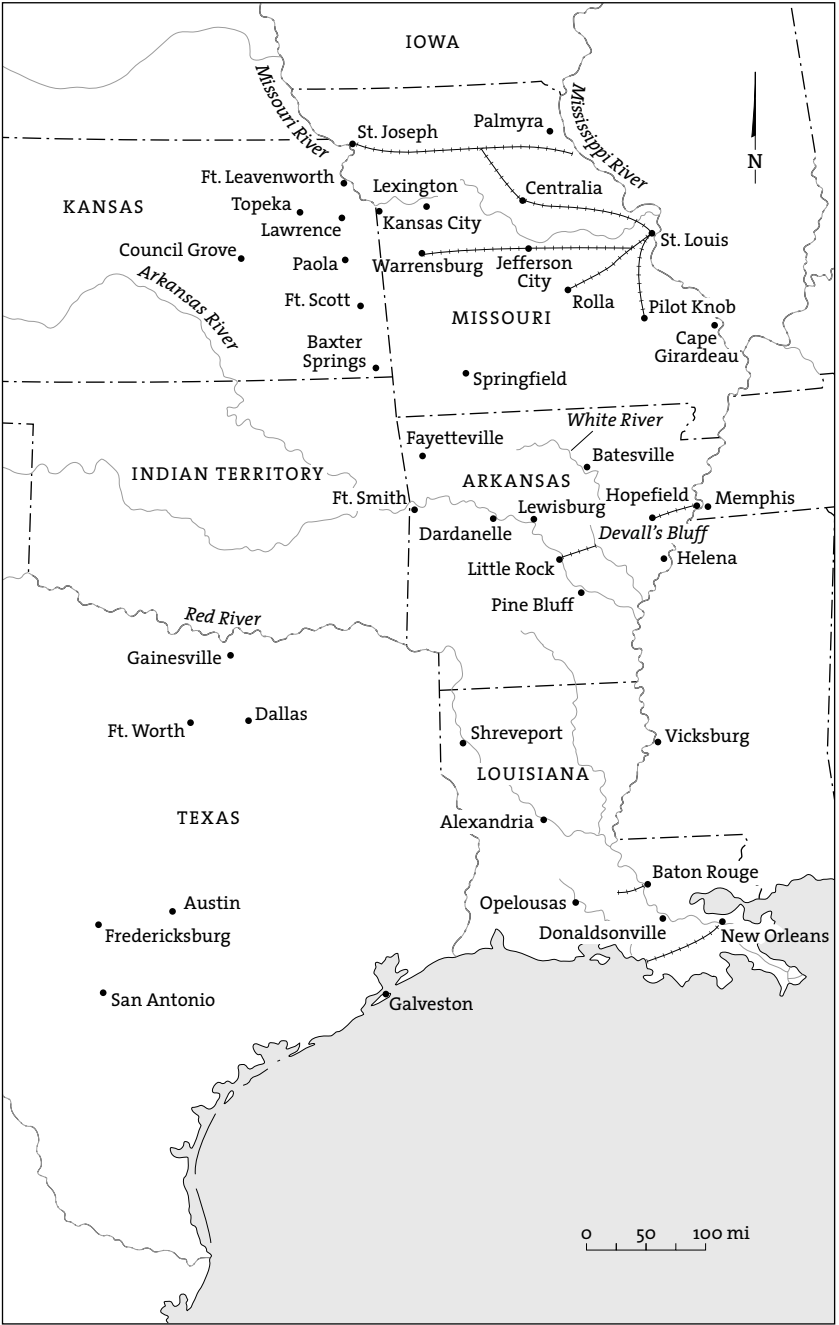 IOWA
Missouri River
Mississippi River
St. Joseph
Palmyra
N
Ft. Leavenworth
Lexington
Centralia
KANSAS
Topeka
Kansas City
Lawrence
St. Louis
Council Grove
Paola
Warrensburg
Jefferson
City
Arkansas River
Ft. Scott
Rolla
Pilot Knob
MISSOURI
Cape
Girardeau
Baxter
Springs
Springfield
White River
Fayetteville
Batesville
INDIAN TERRITORY
ARKANSAS
Ft. Smith
Lewisburg
Hopefield
Memphis
Dardanelle
Devall's Bluff
Little Rock
Helena
Pine Bluff
Red River
Gainesville
Ft. Worth
Dallas
Shreveport
Vicksburg
LOUISIANA
TEXAS
Alexandria
Baton Rouge
Austin
Opelousas
Fredericksburg
Donaldsonville
New Orleans
San Antonio
Galveston
0 50 100 mi